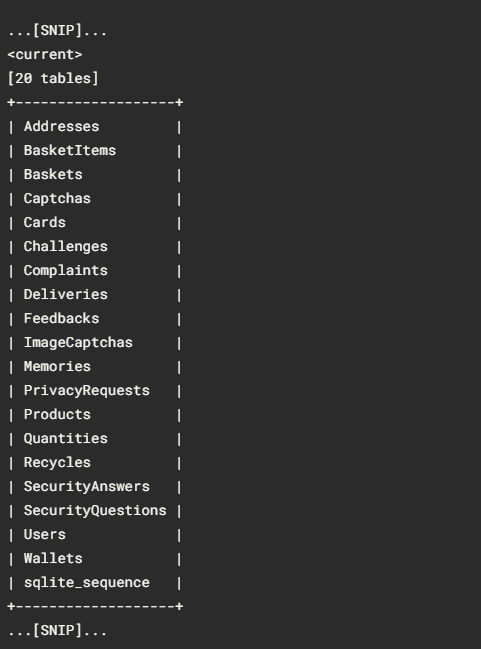 ...[SNIP]...
<current>
[20 tables]
+-------------------+
| Addresses         |
| BasketItems       |
| Baskets           |
| Captchas          |
| Cards             |
| Challenges        |
| Complaints        |
| Deliveries        |
| Feedbacks         |
| ImageCaptchas     |
| Memories          |
| PrivacyRequests   |
| Products          |
| Quantities        |
| Recycles          |
| SecurityAnswers   |
| SecurityQuestions |
| Users             |
| Wallets           |
| sqlite_sequence   |
+-------------------+
...[SNIP]...